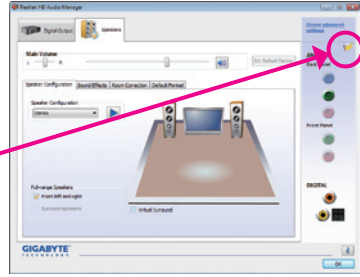 Realtek HD Audio Manager
Digital Output
Speakers
Device advanced settings
Main Volume
L
R
Set Default Device
Back Panel
Speaker Configuration
Sound Effects
Room Correction
Default Format
Speaker Configuration
Stereo
Front Panel
Full-range Speakers
Front left and right
Surround speakers
Virtual Surround
DIGITAL
GIGABYTE
TECHNOLOGY
i
OK